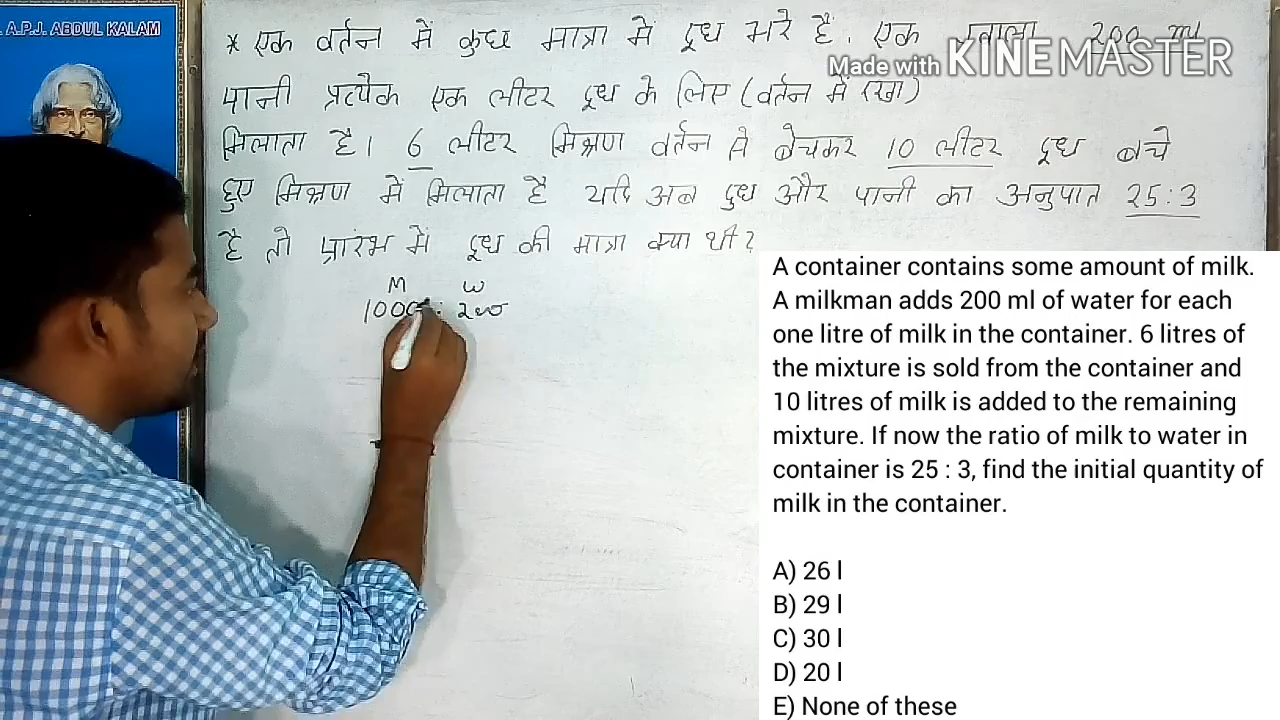 A.P.J. ABDUL KALAM
* एक वर्तन में कुछ मात्रा में दूध भरे है. एक ग्वाला 200 ml
Made with KINEMASTER
पानी प्रत्येक एक लीटर दूध के लिए (वर्तन में रखा)
मिलाता है। 6 लीटर मिश्रण वर्तन से बेचकर 10 लीटर दूध बचे
हुए मिश्रण में मिलाता है यदि अब दुध और पानी का अनुपात 25:3
है तो प्रारंभ में दूध की मात्रा क्या थी?
M W
1000 : 200
A container contains some amount of milk.
A milkman adds 200 ml of water for each
one litre of milk in the container. 6 litres of
the mixture is sold from the container and
10 litres of milk is added to the remaining
mixture. If now the ratio of milk to water in
container is 25 : 3, find the initial quantity of
milk in the container.
A) 26 l
B) 29 l
C) 30 l
D) 20 l
E) None of these